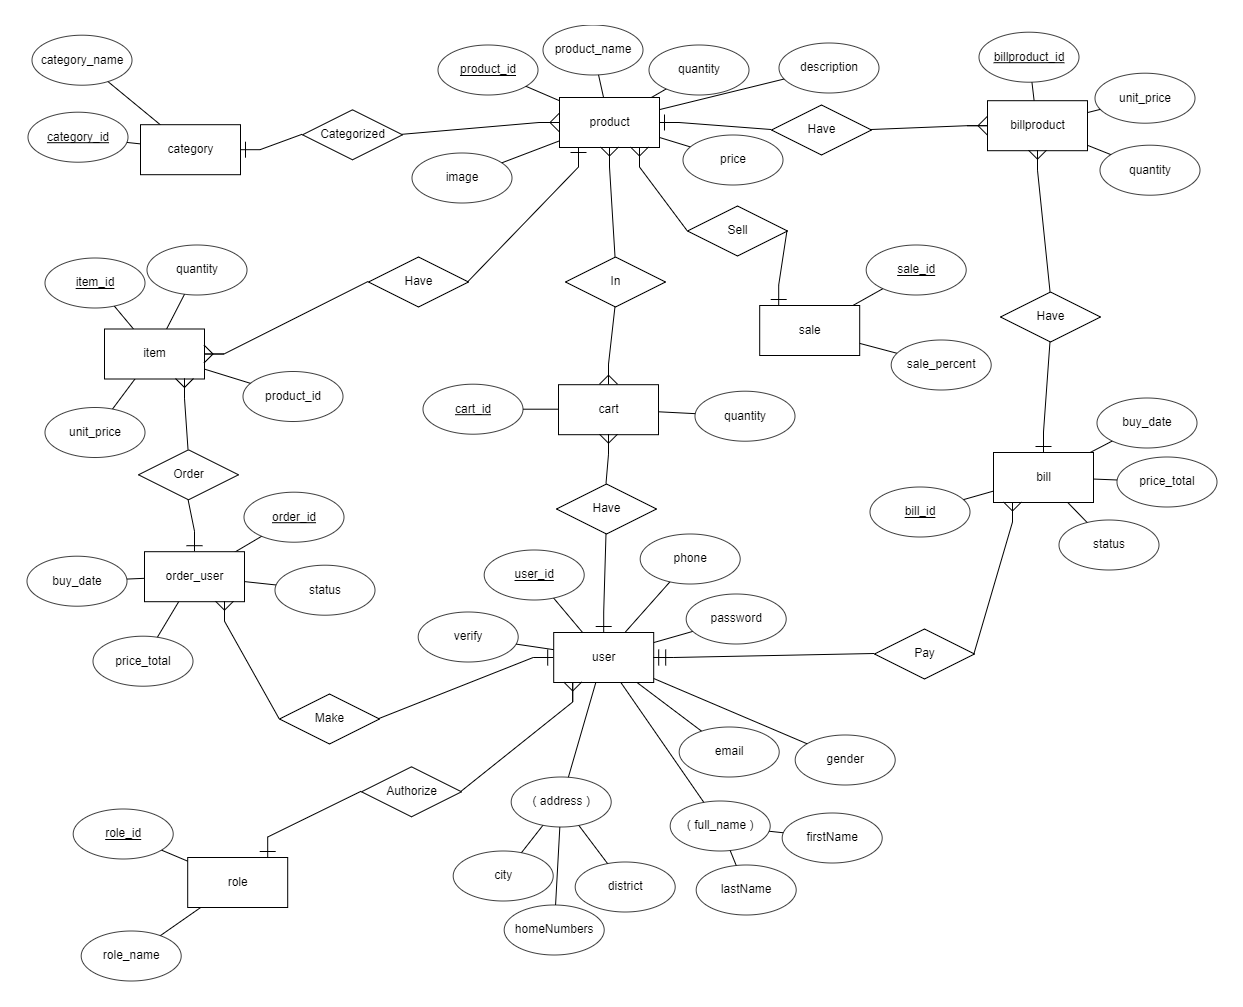 product_name
category_name
product_id
quantity
description
billproduct_id
unit_price
category_id
category
Categorized
product
Have
billproduct
price
image
quantity
Sell
item_id
quantity
Have
In
sale_id
Have
sale
item
sale_percent
product_id
cart_id
cart
quantity
buy_date
unit_price
Order
bill
price_total
bill_id
order_id
Have
status
phone
user_id
order_user
buy_date
status
password
verify
user
Pay
price_total
Make
email
gender
Authorize
( address )
( full_name )
firstName
role_id
city
district
lastName
role
homeNumbers
role_name